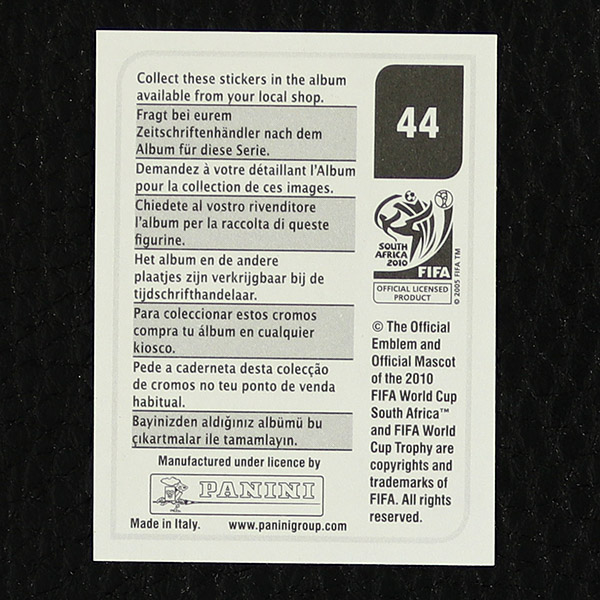 Collect these stickers in the album
available from your local shop.
Fragt bei eurem
Zeitschriftenhändler nach dem
Album für diese Serie.
Demandez à votre détaillant l'Album
pour la collection de ces images.
Chiedete al vostro rivenditore
l'album per la raccolta di queste
figurine.
Het album en de andere
plaatjes zijn verkrijgbaar bij de
tijdschrifthandelaar.
Para coleccionar estos cromos
compra tu álbum en cualquier
kiosco.
Pede a caderneta desta colecção
de cromos no teu ponto de venda
habitual.
Bayinizden aldığınız albümü bu
çıkartmalar ile tamamlayın.
Manufactured under licence by
PANINI
Made in Italy. www.paninigroup.com
44
SOUTH
AFRICA
2010
FIFA
© 2005 FIFA TM
OFFICIAL LICENSED
PRODUCT
© The Official
Emblem and
Official Mascot
of the 2010
FIFA World Cup
South Africa™
and FIFA World
Cup Trophy are
copyrights and
trademarks of
FIFA. All rights
reserved.